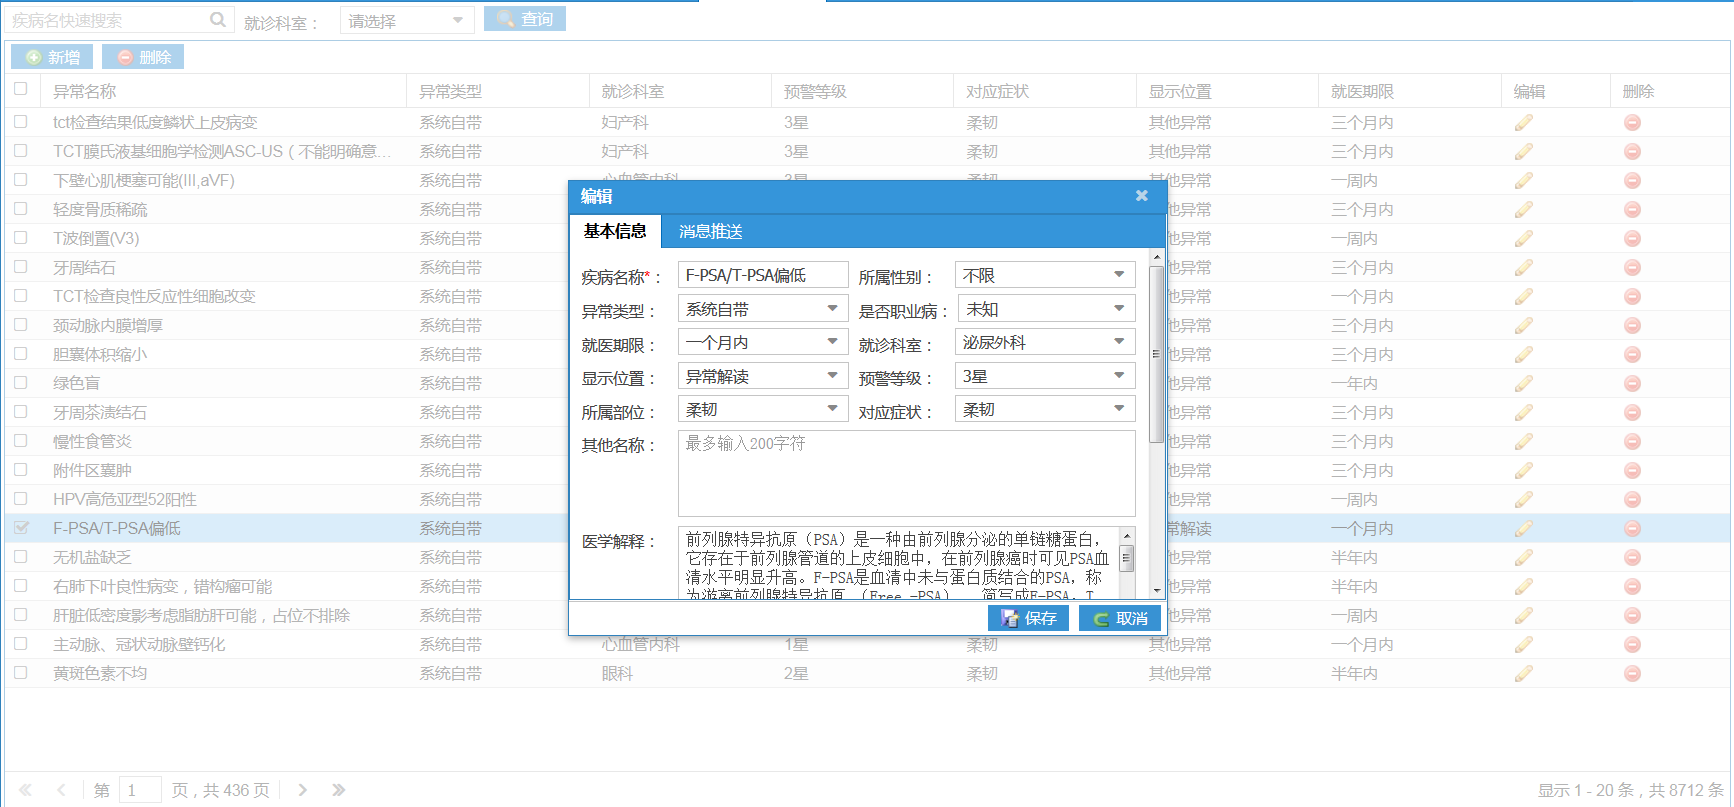 疾病名快速搜索 就诊科室： 请选择 查询
新增 删除
异常名称 异常类型 就诊科室 预警等级 对应症状 显示位置 就医期限 编辑 删除
tct检查结果低度鳞状上皮病变 系统自带 妇产科 3星 柔韧 其他异常 三个月内
TCT膜氏液基细胞学检测ASC-US（不能明确意… 系统自带 妇产科 3星 柔韧 其他异常 三个月内
下壁心肌梗塞可能(III,aVF) 系统自带 心血管内科 3星 柔韧 其他异常 一周内
轻度骨质稀疏 系统自带 他异常 三个月内
T波倒置(V3) 系统自带 他异常 一周内
牙周结石 系统自带 他异常 三个月内
TCT检查良性反应性细胞改变 系统自带 他异常 一个月内
颈动脉内膜增厚 系统自带 他异常 三个月内
胆囊体积缩小 系统自带 他异常 三个月内
绿色盲 系统自带 他异常 一年内
牙周茶渍结石 系统自带 他异常 三个月内
慢性食管炎 系统自带 他异常 三个月内
附件区囊肿 系统自带 他异常 三个月内
HPV高危亚型52阳性 系统自带 他异常 一周内
F-PSA/T-PSA偏低 系统自带 常解读 一个月内
无机盐缺乏 系统自带 他异常 半年内
右肺下叶良性病变，错构瘤可能 系统自带 他异常 半年内
肝脏低密度影考虑脂肪肝可能，占位不排除 系统自带 他异常 一周内
主动脉、冠状动脉壁钙化 系统自带 心血管内科 1星 柔韧 其他异常 一个月内
黄斑色素不均 系统自带 眼科 2星 柔韧 其他异常 半年内
编辑
基本信息 消息推送
疾病名称*： F-PSA/T-PSA偏低 所属性别： 不限
异常类型： 系统自带 是否职业病： 未知
就医期限： 一个月内 就诊科室： 泌尿外科
显示位置： 异常解读 预警等级： 3星
所属部位： 柔韧 对应症状： 柔韧
其他名称： 最多输入200字符
医学解释： 前列腺特异抗原（PSA）是一种由前列腺分泌的单链糖蛋白，
它存在于前列腺管道的上皮细胞中，在前列腺癌时可见PSA血
清水平明显升高。F-PSA是血清中未与蛋白质结合的PSA，称
为游离前列腺特异抗原 （Free -PSA） 简写成F-PSA，T
保存 取消
第 1 页，共 436 页 显示 1 - 20 条，共 8712 条